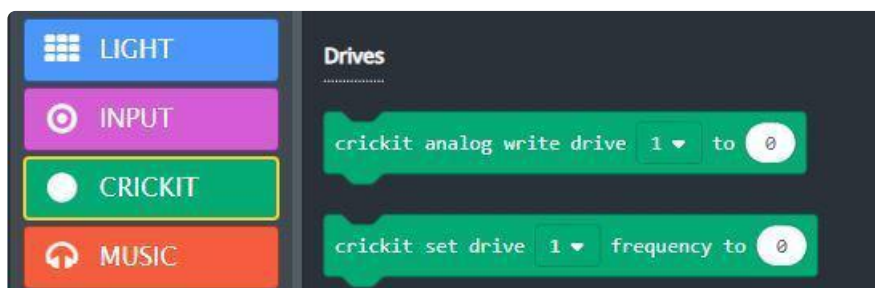 LIGHT
INPUT
CRICKIT
MUSIC
Drives
crickit analog write drive 1 to 0
crickit set drive 1 frequency to 0